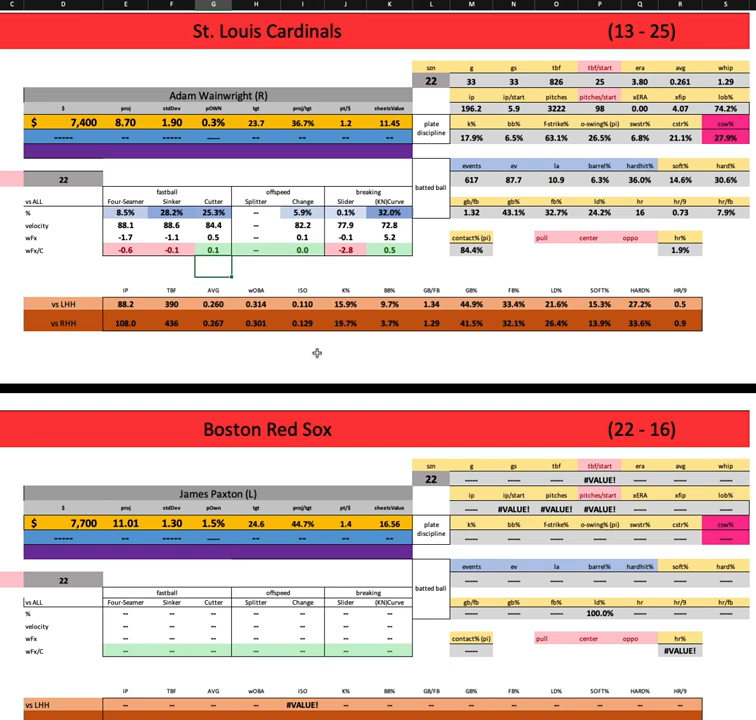 C D E F G H I J K L M N O P Q R S
St. Louis Cardinals (13 - 25)
szn g gs tbf tbf/start era avg whip
22 33 33 826 25 3.80 0.261 1.29
Adam Wainwright (R) ip ip/start pitches pitches/start xERA xfip lob%
$ proj stdDev pOWN tgt proj/tgt pt/$ sheetsValue 196.2 5.9 3222 98 0.00 4.07 74.2%
$ 7,400 8.70 1.90 0.3% 23.7 36.7% 1.2 11.45 plate discipline k% bb% f-strike% o-swing% (pi) swstr% cstr% csw%
----- -- -- ---- -- -- -- -- 17.9% 6.5% 63.1% 26.5% 6.8% 21.1% 27.9%
events ev la barrel% hardhit% soft% hard%
22 batted ball 617 87.7 10.9 6.3% 36.0% 14.6% 30.6%
fastball offspeed breaking
vs ALL Four-Seamer Sinker Cutter Splitter Change Slider (KN)Curve gb/fb gb% fb% ld% hr hr/9 hr/fb
% 8.5% 28.2% 25.3% -- 5.9% 0.1% 32.0% 1.32 43.1% 32.7% 24.2% 16 0.73 7.9%
velocity 88.1 88.6 84.4 82.2 77.9 72.8
wFx -1.7 -1.1 0.5 -- 0.1 -0.1 5.2 contact% (pi) pull center oppo hr%
wFx/C -0.6 -0.1 0.1 -- 0.0 -2.8 0.5 84.4% 1.9%
IP TBF AVG wOBA ISO K% BB% GB/FB GB% FB% LD% SOFT% HARD% HR/9
vs LHH 88.2 390 0.260 0.314 0.110 15.9% 9.7% 1.34 44.9% 33.4% 21.6% 15.3% 27.2% 0.5
vs RHH 108.0 436 0.267 0.301 0.129 19.7% 3.7% 1.29 41.5% 32.1% 26.4% 13.9% 33.6% 0.9
Boston Red Sox (22 - 16)
szn g gs tbf tbf/start era avg whip
22 ----- ----- ----- #VALUE! ----- ----- -----
James Paxton (L) ip ip/start pitches pitches/start xERA xfip lob%
$ proj stdDev pOwn tgt proj/tgt pt/$ sheetsValue ----- #VALUE! #VALUE! #VALUE! ----- ----- -----
$ 7,700 11.01 1.30 1.5% 24.6 44.7% 1.4 16.56 plate discipline k% bb% f-strike% o-swing% (pi) swstr% cstr% csw%
----- -- -- ---- -- -- -- -- ----- ----- ----- ----- ----- ----- -----
events ev la barrel% hardhit% soft% hard%
22 batted ball ----- ----- ----- ----- ----- ----- -----
fastball offspeed breaking
vs ALL Four-Seamer Sinker Cutter Splitter Change Slider (KN)Curve gb/fb gb% fb% ld% hr hr/9 hr/fb
% -- -- -- -- -- -- -- ----- ----- ----- 100.0% ----- ----- -----
velocity -- -- -- -- -- -- --
wFx -- -- -- -- -- -- -- contact% (pi) pull center oppo hr%
wFx/C -- -- -- -- -- -- -- ----- #VALUE!
IP TBF AVG wOBA ISO K% BB% GB/FB GB% FB% LD% SOFT% HARD% HR/9
vs LHH -- -- -- -- #VALUE! -- -- -- -- -- -- -- -- --